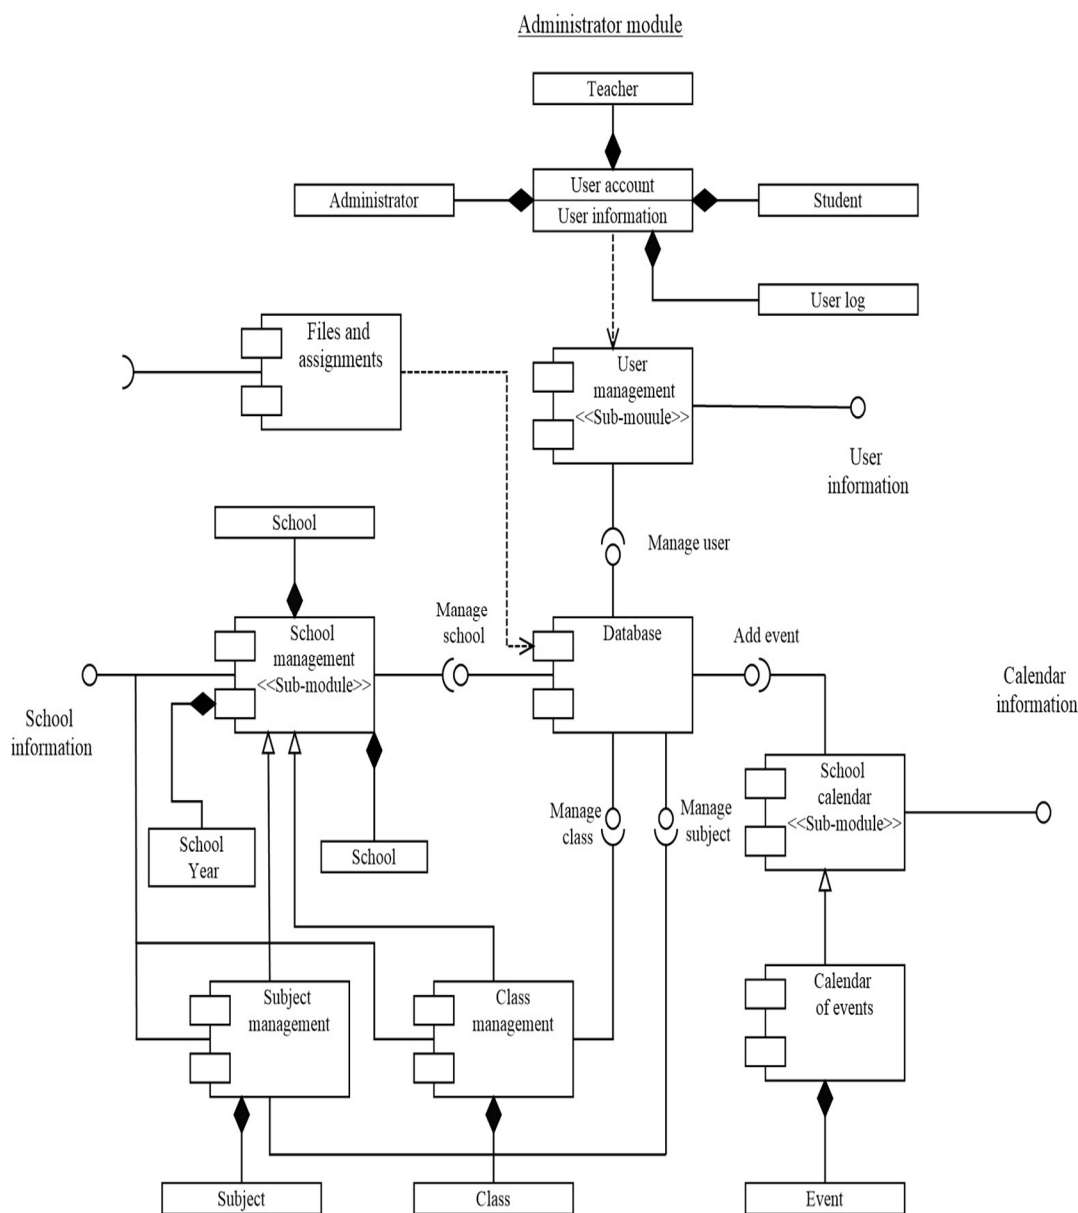 Administrator module
Teacher
User account
Administrator
Student
User information
User log
Files and
assignments
User
management
<<Sub-mouule>>
User
information
School
Manage user
Manage
school
School
management
<<Sub-module>>
Database
Add event
Calendar
information
School
information
School
calendar
<<Sub-module>>
Manage
class
Manage
subject
School
Year
School
Subject
management
Class
management
Calendar
of events
Subject
Class
Event